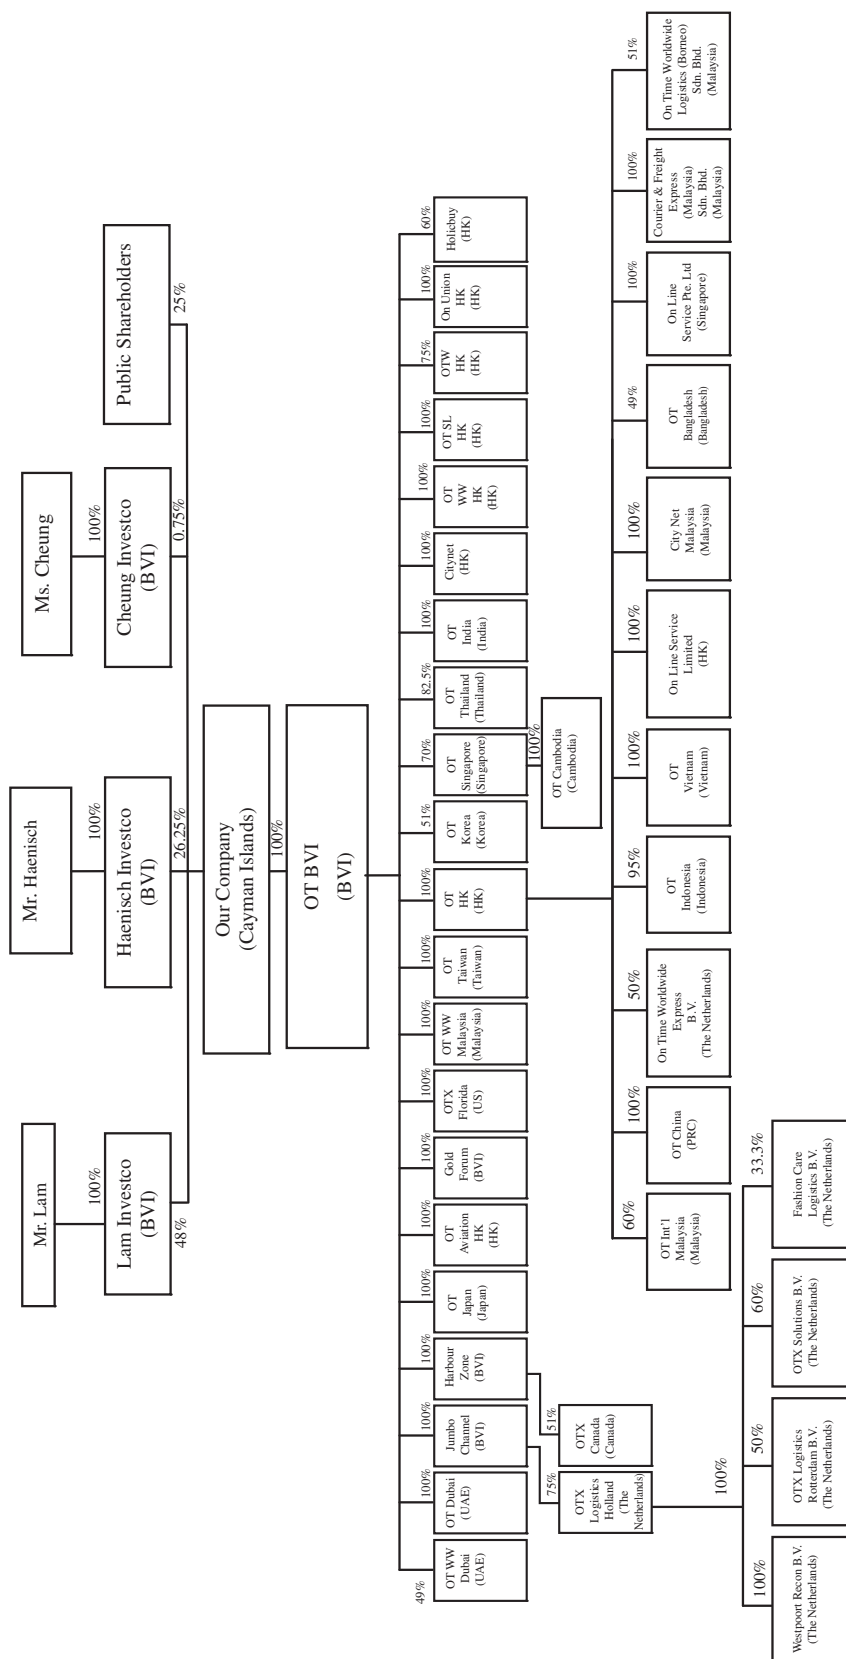 Mr. Lam
Mr. Haenisch
Ms. Cheung
100%
100%
100%
Lam Investco
(BVI)
Haenisch Investco
(BVI)
Cheung Investco
(BVI)
Public Shareholders
48%
26.25%
0.75%
25%
Our Company
(Cayman Islands)
100%
OT BVI
(BVI)
49%
100%
100%
100%
100%
100%
100%
100%
100%
100%
100%
51%
70%
82.5%
100%
100%
100%
100%
75%
100%
60%
OT WW
Dubai
(UAE)
OT Dubai
(UAE)
Jumbo
Channel
(BVI)
Harbour
Zone
(BVI)
OT
Japan
(Japan)
OT
Aviation
HK
(HK)
Gold
Forum
(BVI)
OTX
Florida
(US)
OT WW
Malaysia
(Malaysia)
OT
Taiwan
(Taiwan)
OT
HK
(HK)
OT
Korea
(Korea)
OT
Singapore
(Singapore)
OT
Thailand
(Thailand)
OT
India
(India)
Citynet
(HK)
OT
WW
HK
(HK)
OT SL
HK
(HK)
OTW
HK
(HK)
On Union
HK
(HK)
Holicbuy
(HK)
75%
51%
100%
OTX
Logistics
Holland
(The
Netherlands)
OTX
Canada
(Canada)
OT Cambodia
(Cambodia)
60%
100%
50%
95%
100%
100%
100%
49%
100%
100%
51%
OT Int'l
Malaysia
(Malaysia)
OT China
(PRC)
On Time Worldwide
Express
B.V.
(The Netherlands)
OT
Indonesia
(Indonesia)
OT
Vietnam
(Vietnam)
On Line Service
Limited
(HK)
City Net
Malaysia
(Malaysia)
OT
Bangladesh
(Bangladesh)
On Line
Service Pte. Ltd
(Singapore)
Courier & Freight
Express
(Malaysia)
Sdn. Bhd.
(Malaysia)
On Time Worldwide
Logistics (Borneo)
Sdn. Bhd.
(Malaysia)
100%
100%
50%
60%
33.3%
Westpoort Recon B.V.
(The Netherlands)
OTX Logistics
Rotterdam B.V.
(The Netherlands)
OTX Solutions B.V.
(The Netherlands)
Fashion Care
Logistics B.V.
(The Netherlands)